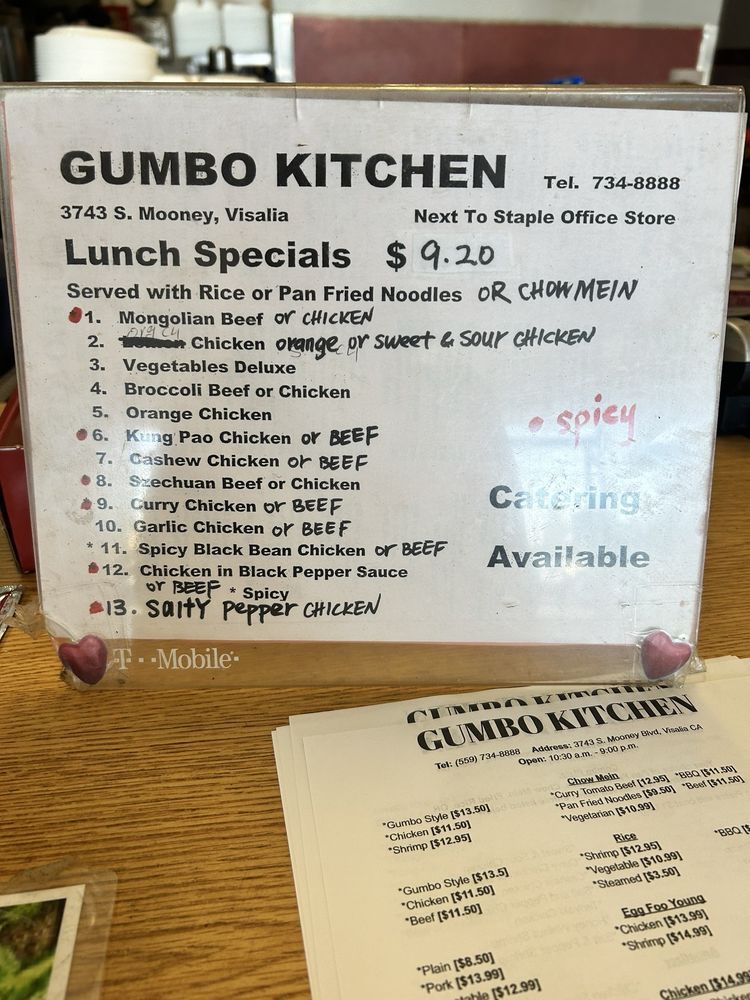 GUMBO KITCHEN Tel. 734-8888
3743 S. Mooney, Visalia Next To Staple Office Store
Lunch Specials $ 9.20
Served with Rice or Pan Fried Noodles OR CHOWMEIN
1. Mongolian Beef or CHICKEN
2. Chicken orange or sweet & sour CHICKEN
3. Vegetables Deluxe
4. Broccoli Beef or Chicken
5. Orange Chicken
6. Kung Pao Chicken or BEEF
7. Cashew Chicken or BEEF
8. Szechuan Beef or Chicken
9. Curry Chicken or BEEF
10. Garlic Chicken or BEEF
* 11. Spicy Black Bean Chicken or BEEF
12. Chicken in Black Pepper Sauce
or BEEF * Spicy
13. Salty Pepper CHICKEN
• spicy
Catering
Available
T··Mobile·
GUMBO KITCHEN
GUMBO KITCHEN
Tel: (559) 734-8888 Address: 3743 S. Mooney Blvd, Visalia CA
Open: 10:30 a.m. - 9:00 p.m.
*Gumbo Style [$13.50]
*Chicken [$11.50]
*Shrimp [$12.95]
Chow Mein
*Curry Tomato Beef [12.95] *BBQ [$11.50]
*Pan Fried Noodles [$9.50] *Beef [$11.50]
*Vegetarian [$10.99]
*Gumbo Style [$13.5]
*Chicken [$11.50]
*Beef [$11.50]
Rice
*Shrimp [$12.95] *BBQ [$
*Vegetable [$10.99]
*Steamed [$3.50]
*Plain [$8.50]
*Pork [$13.99]
table [$12.99]
Egg Foo Young
*Chicken [$13.99]
*Shrimp [$14.99]
Chicken [$14.99